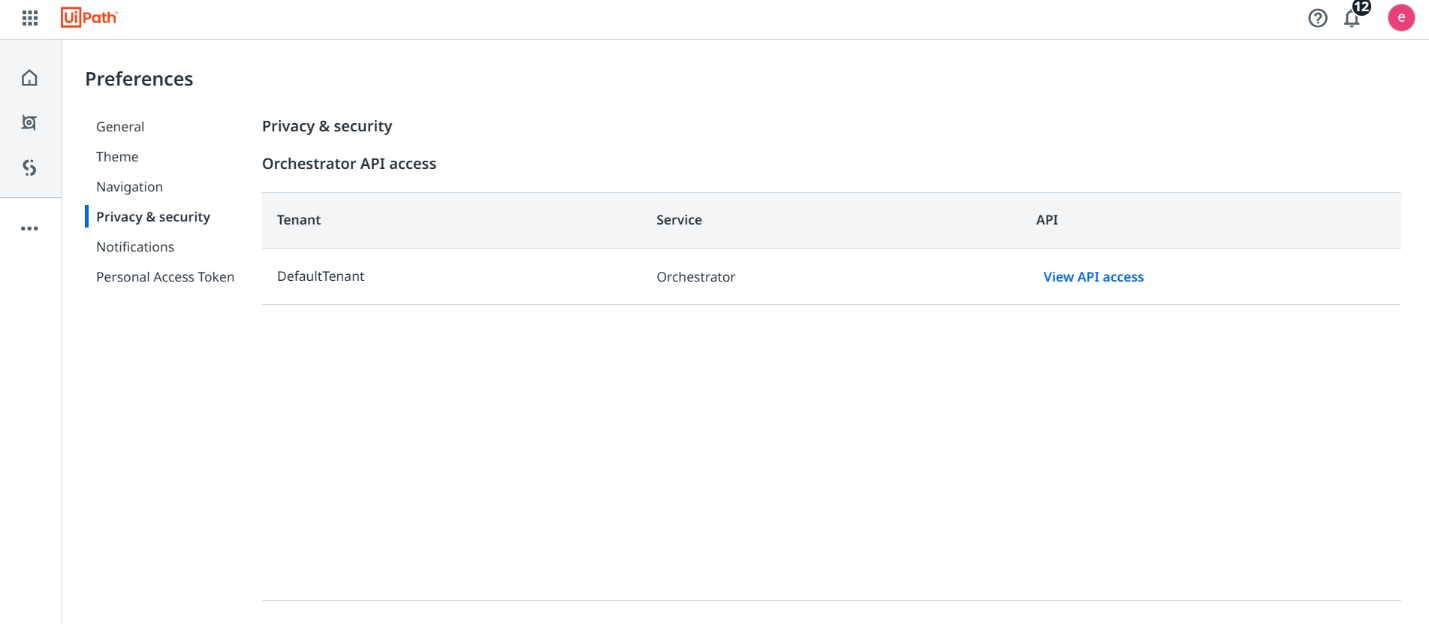 UiPath
12
e
Preferences
General
Theme
Navigation
Privacy & security
Notifications
Personal Access Token
Privacy & security
Orchestrator API access
Tenant Service API
DefaultTenant Orchestrator View API access